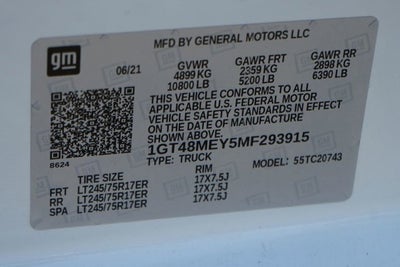 gm
MFD BY GENERAL MOTORS LLC
06/21 GVWR GAWR FRT GAWR RR
4899 KG 2359 KG 2898 KG
10800 LB 5200 LB 6390 LB
THIS VEHICLE CONFORMS TO ALL
APPLICABLE U.S. FEDERAL MOTOR
VEHICLE SAFETY STANDARDS IN EFFECT
ON THE DATE OF MANUFACTURE
SHOWN ABOVE.
1GT48MEY5MF293915
8624 TYPE: TRUCK MODEL: 55TC20743
TIRE SIZE RIM
FRT LT245/75R17ER 17X7.5J
RR LT245/75R17ER 17X7.5J
SPA LT245/75R17ER 17X7.5J